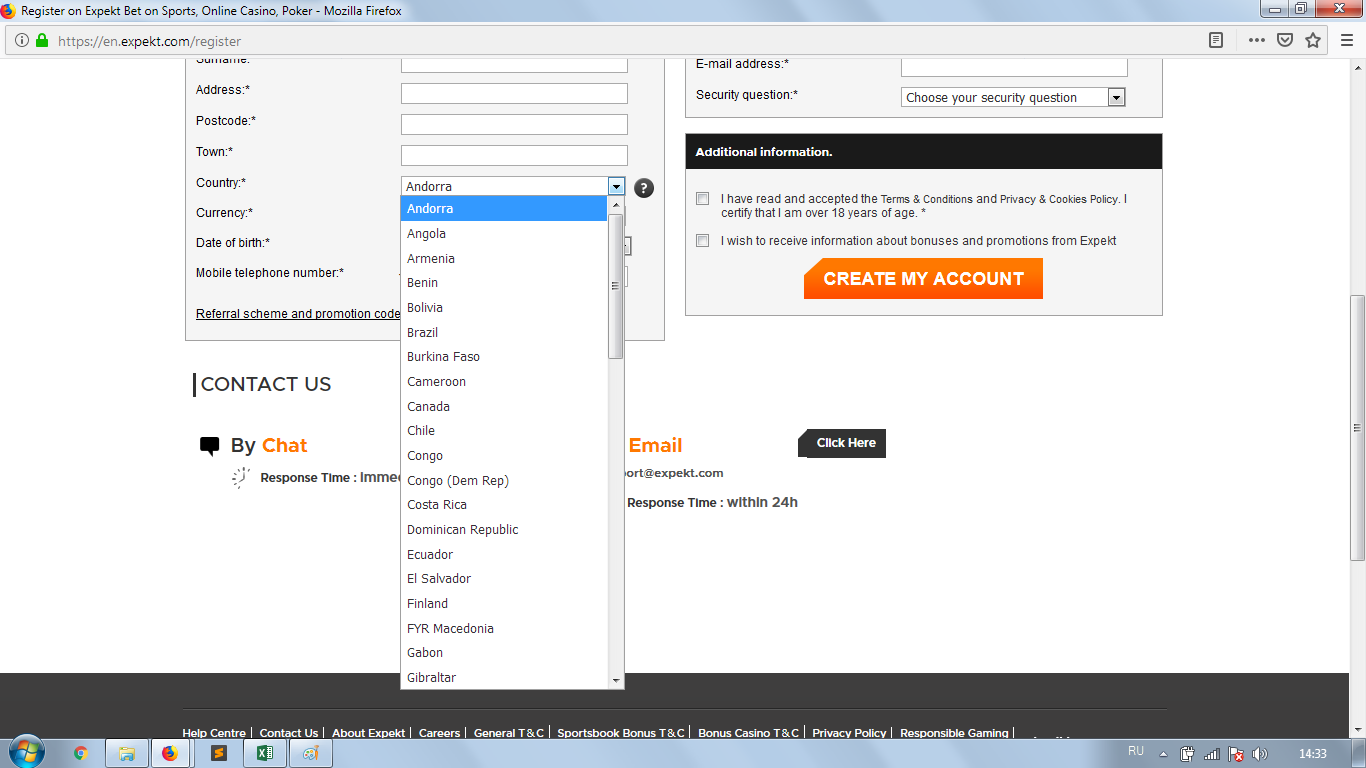 Register on Expekt Bet on Sports, Online Casino, Poker - Mozilla Firefox
https://en.expekt.com/register
Surname:*
Address:*
Postcode:*
Town:*
Country:*
Andorra
?
Currency:*
Date of birth:*
Mobile telephone number:*
Referral scheme and promotion code
Andorra
Angola
Armenia
Benin
Bolivia
Brazil
Burkina Faso
Cameroon
Canada
Chile
Congo
Congo (Dem Rep)
Costa Rica
Dominican Republic
Ecuador
El Salvador
Finland
FYR Macedonia
Gabon
Gibraltar
E-mail address:*
Security question:*
Choose your security question
Additional information.
I have read and accepted the Terms & Conditions and Privacy & Cookies Policy. I
certify that I am over 18 years of age. *
I wish to receive information about bonuses and promotions from Expekt
CREATE MY ACCOUNT
CONTACT US
By Chat
Response Time : Immed
Email
Click Here
port@expekt.com
Response Time : within 24h
Help Centre | Contact Us | About Expekt | Careers | General T&C | Sportsbook Bonus T&C | Bonus Casino T&C | Privacy Policy | Responsible Gaming |
RU
14:33